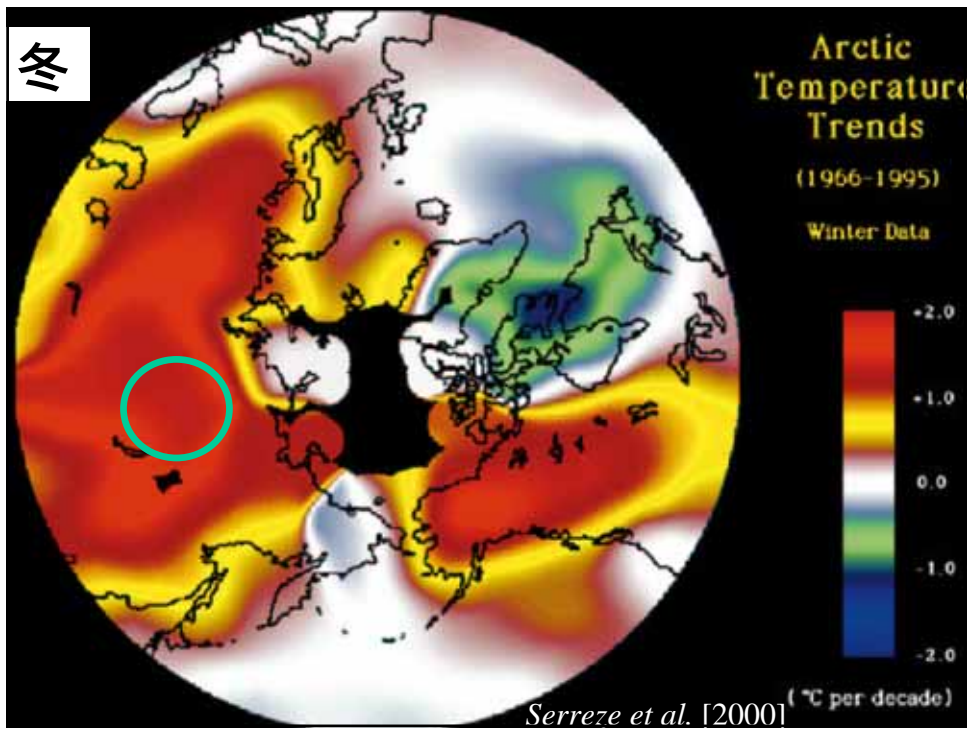 冬
Arctic
Temperature
Trends
(1966-1995)
Winter Data
+2.0
+1.0
0.0
-1.0
-2.0
(°C per decade)
Serreze et al. [2000]